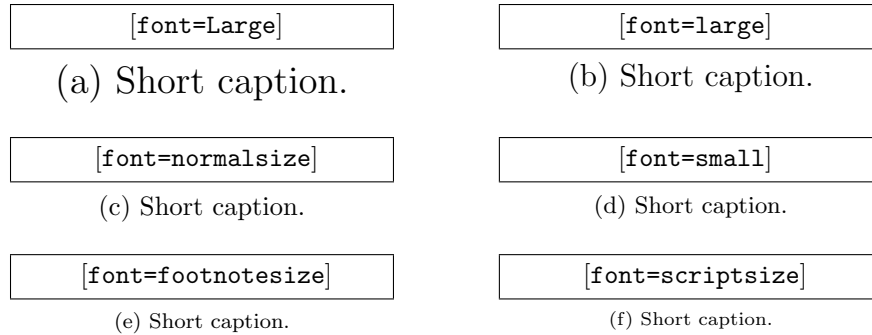 [font=Large]
(a) Short caption.
[font=large]
(b) Short caption.
[font=normalsize]
(c) Short caption.
[font=small]
(d) Short caption.
[font=footnotesize]
(e) Short caption.
[font=scriptsize]
(f) Short caption.